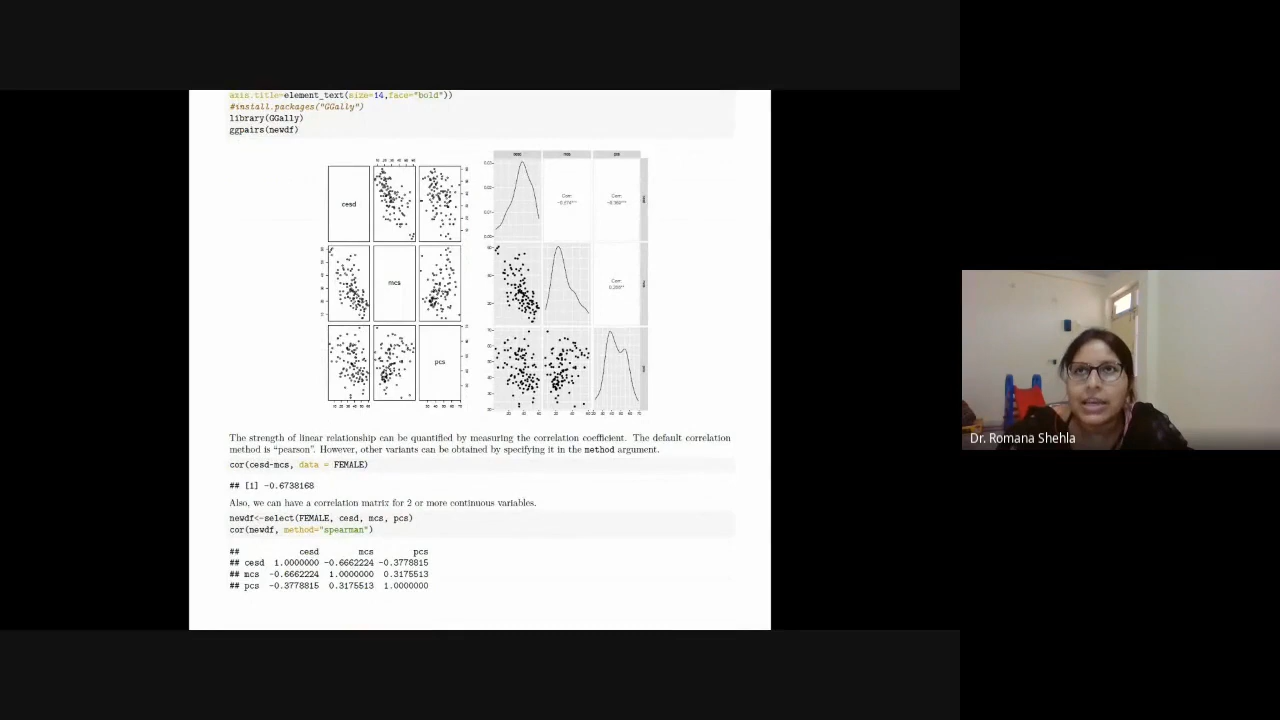 axis.title=element_text(size=14,face="bold"))
#install.packages("GGally")
library(GGally)
ggpairs(newdf)
cesd
mcs
pcs
The strength of linear relationship can be quantified by measuring the correlation coefficient. The default correlation
method is "pearson". However, other variants can be obtained by specifying it in the method argument.
cor(cesd~mcs, data = FEMALE)
## [1] -0.6738168
Also, we can have a correlation matrix for 2 or more continuous variables.
newdf<-select(FEMALE, cesd, mcs, pcs)
cor(newdf, method="spearman")
## cesd mcs pcs
## cesd 1.0000000 -0.6662224 -0.3778815
## mcs -0.6662224 1.0000000 0.3175513
## pcs -0.3778815 0.3175513 1.0000000
Dr. Romana Shehla